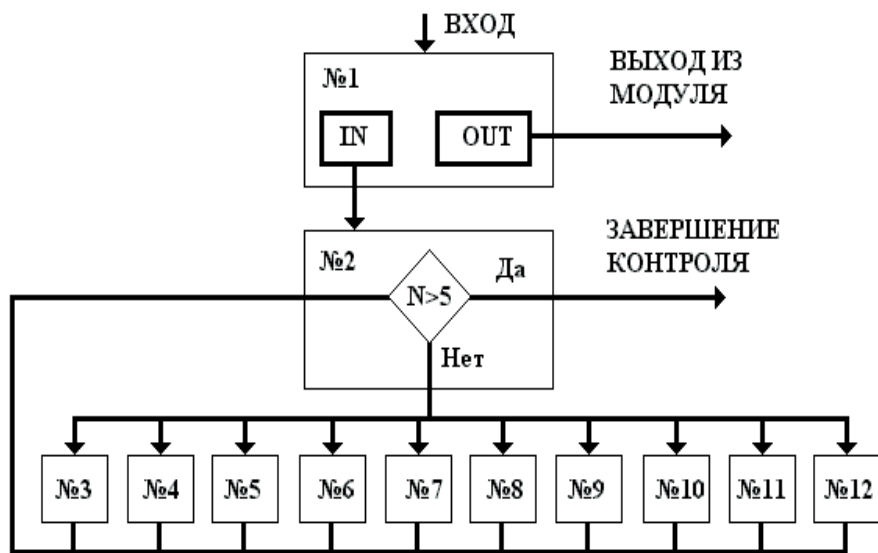 ВХОД
№1
IN
OUT
ВЫХОД ИЗ
МОДУЛЯ
№2
N>5
Да
ЗАВЕРШЕНИЕ
КОНТРОЛЯ
Нет
№3 №4 №5 №6 №7 №8 №9 №10 №11 №12